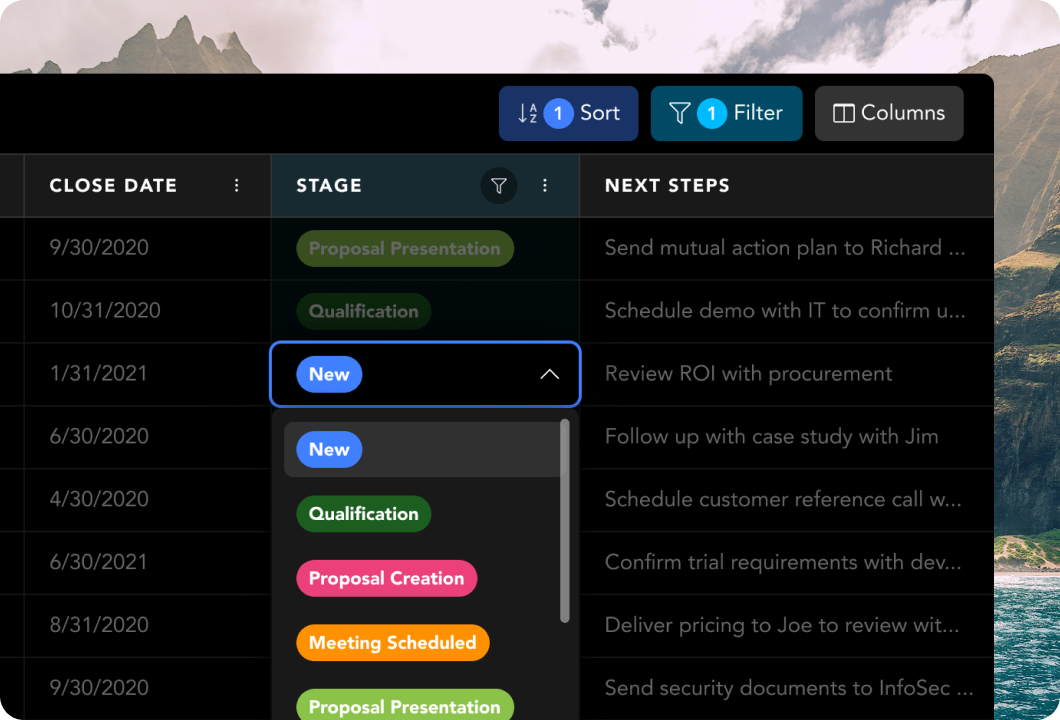 1 Sort 1 Filter Columns
CLOSE DATE STAGE NEXT STEPS
9/30/2020 Proposal Presentation Send mutual action plan to Richard ...
10/31/2020 Qualification Schedule demo with IT to confirm u...
1/31/2021 New Review ROI with procurement
6/30/2020 New Follow up with case study with Jim
4/30/2020 Qualification Schedule customer reference call w...
6/30/2021 Proposal Creation Confirm trial requirements with dev...
8/31/2020 Meeting Scheduled Deliver pricing to Joe to review wit...
9/30/2020 Proposal Presentation Send security documents to InfoSec ...